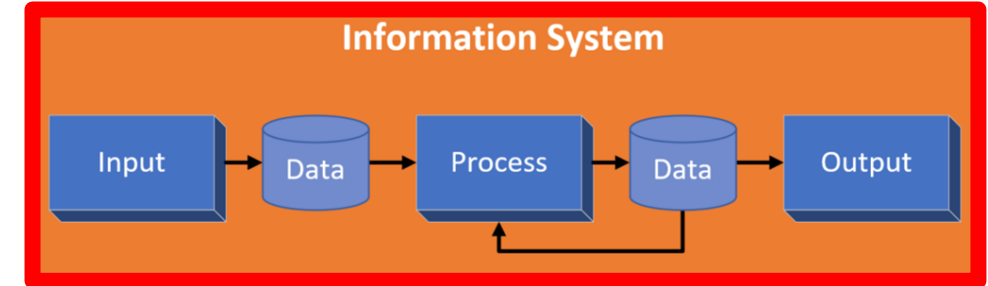 Information System
Input
Data
Process
Data
Output